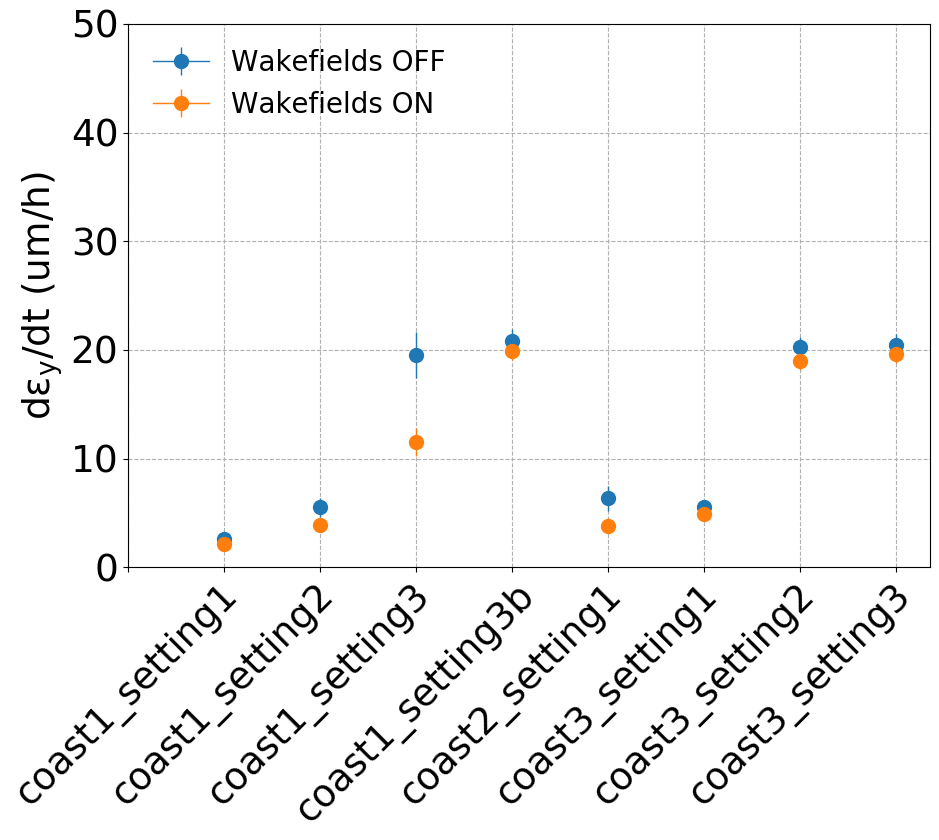 50
40
30
20
10
0
dεy/dt (um/h)
Wakefields OFF
Wakefields ON
coast1_setting1
coast1_setting2
coast1_setting3
coast1_setting3b
coast2_setting1
coast3_setting1
coast3_setting2
coast3_setting3